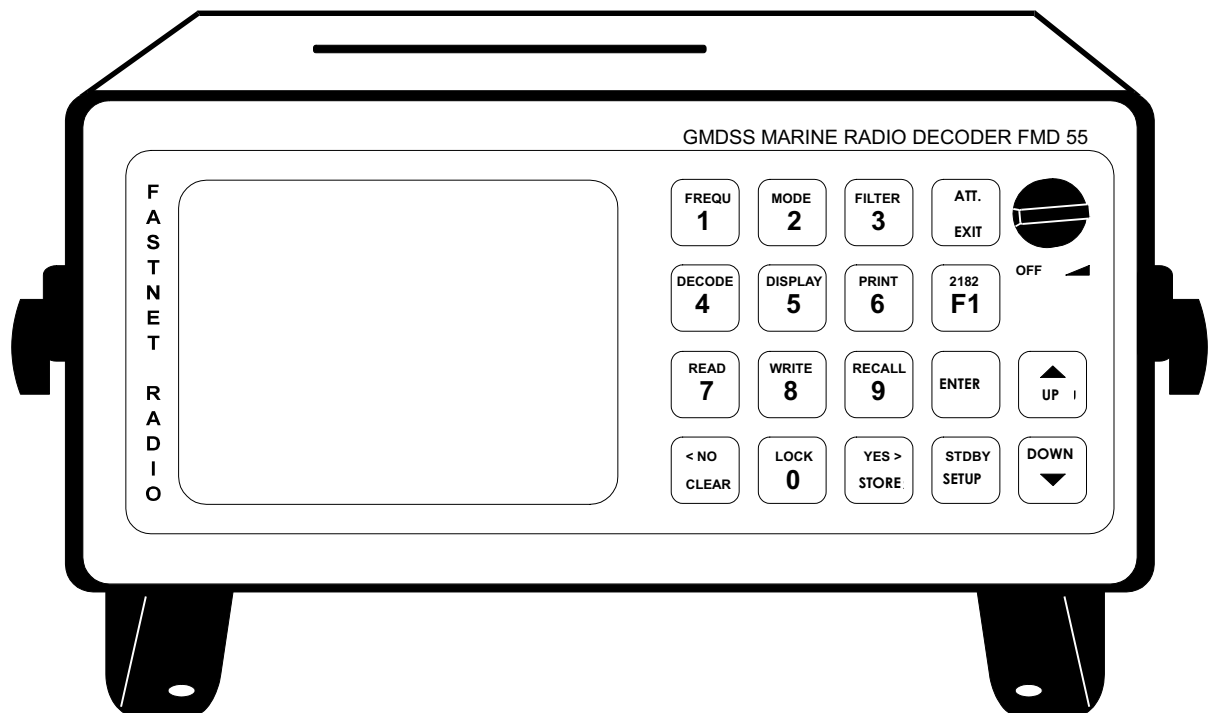 GMDSS MARINE RADIO DECODER FMD 55
FASTNET RADIO
FREQU
1
MODE
2
FILTER
3
ATT.
EXIT
OFF
DECODE
4
DISPLAY
5
PRINT
6
2182
F1
READ
7
WRITE
8
RECALL
9
ENTER
UP
< NO
CLEAR
LOCK
0
YES >
STORE
STDBY
SETUP
DOWN